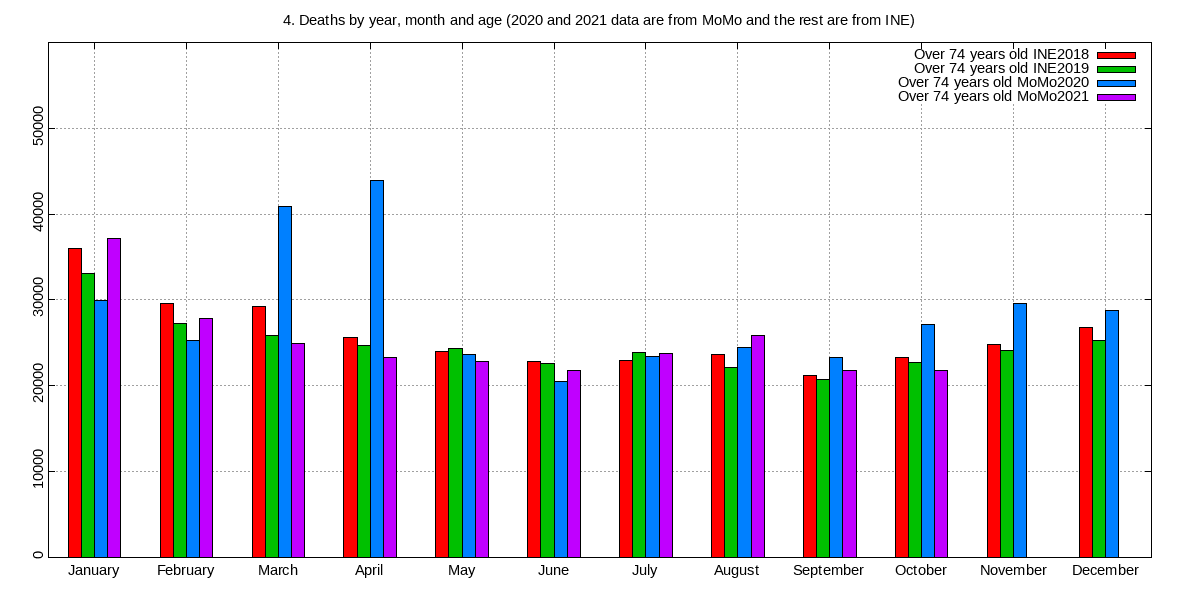 4. Deaths by year, month and age (2020 and 2021 data are from MoMo and the rest are from INE)
Over 74 years old INE2018
Over 74 years old INE2019
Over 74 years old MoMo2020
Over 74 years old MoMo2021
50000
40000
30000
20000
10000
0
January February March April May June July August September October November December